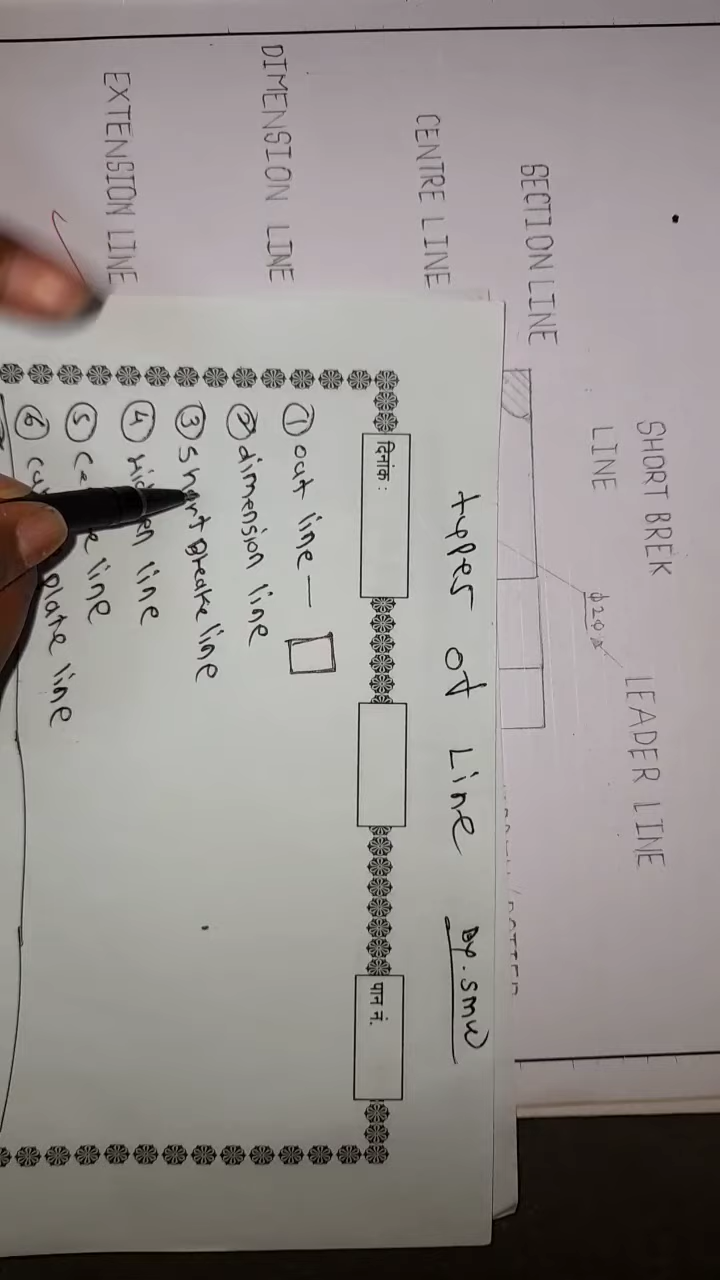 SHORT BREK
LINE
LEADER LINE
SECTION LINE
CENTRE LINE
DIMENSION LINE
EXTENSION LINE
types of Line
By. smw
दिनांक :
पान नं.
① out line —
② dimension line
③ short breake line
④ Hidden line
⑤ line
⑥ plate line